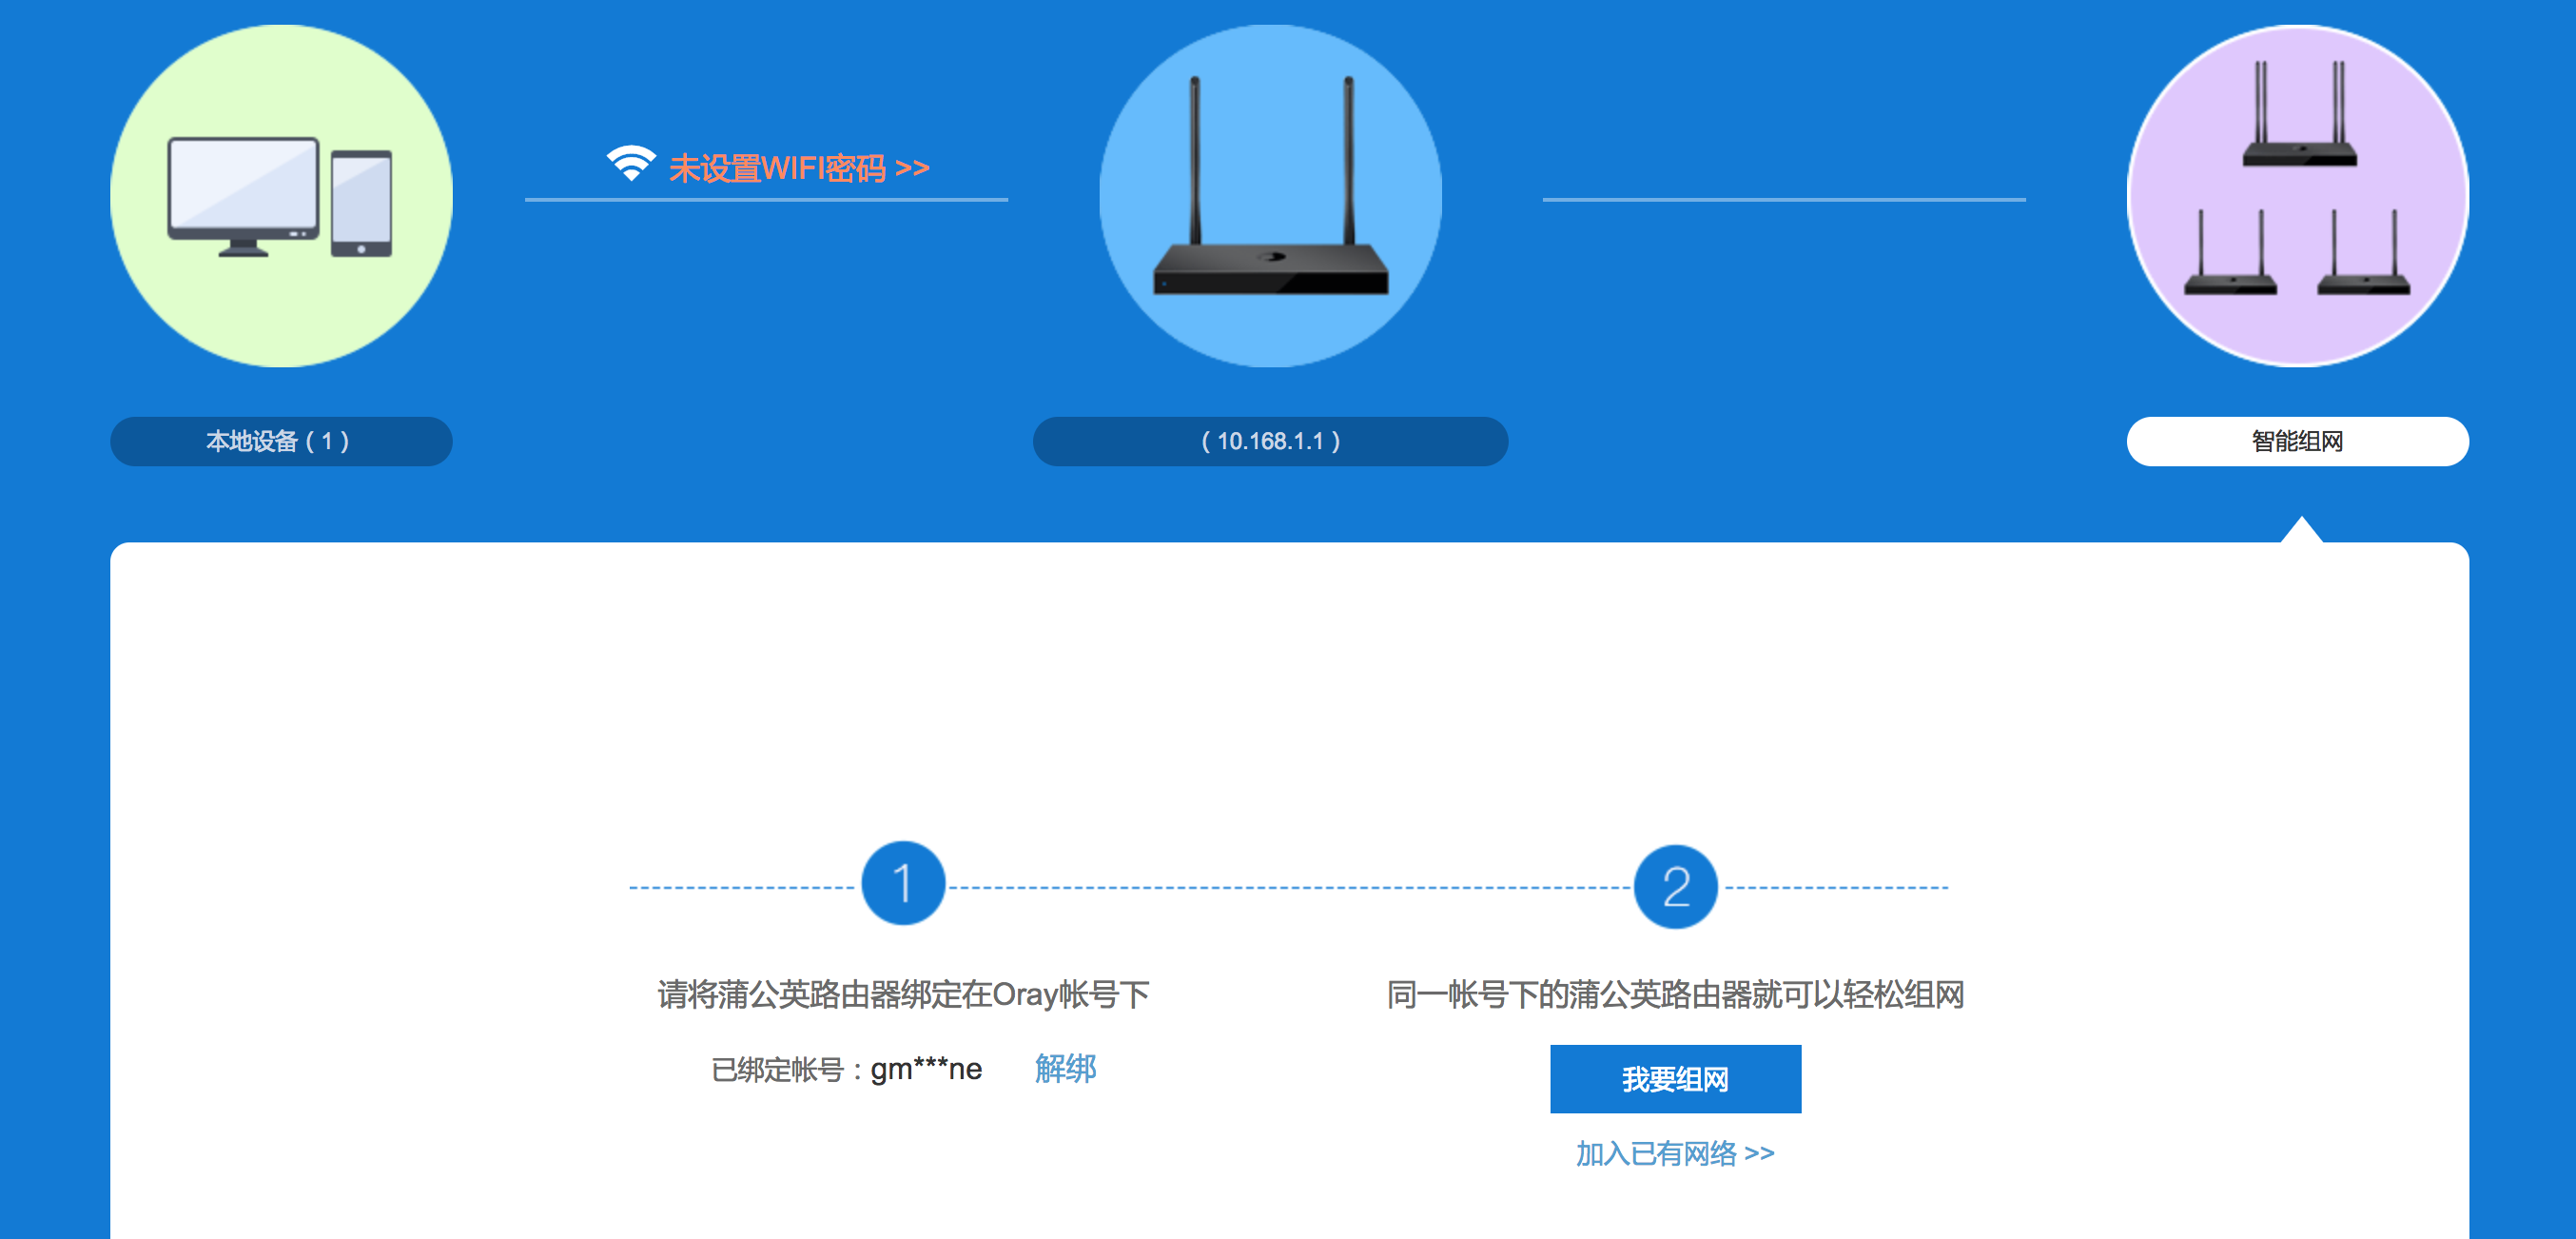 未设置WIFI密码 >>
本地设备（1）
（10.168.1.1）
智能组网
1
2
请将蒲公英路由器绑定在Oray帐号下
同一帐号下的蒲公英路由器就可以轻松组网
已绑定帐号：gm***ne 解绑
我要组网
加入已有网络 >>